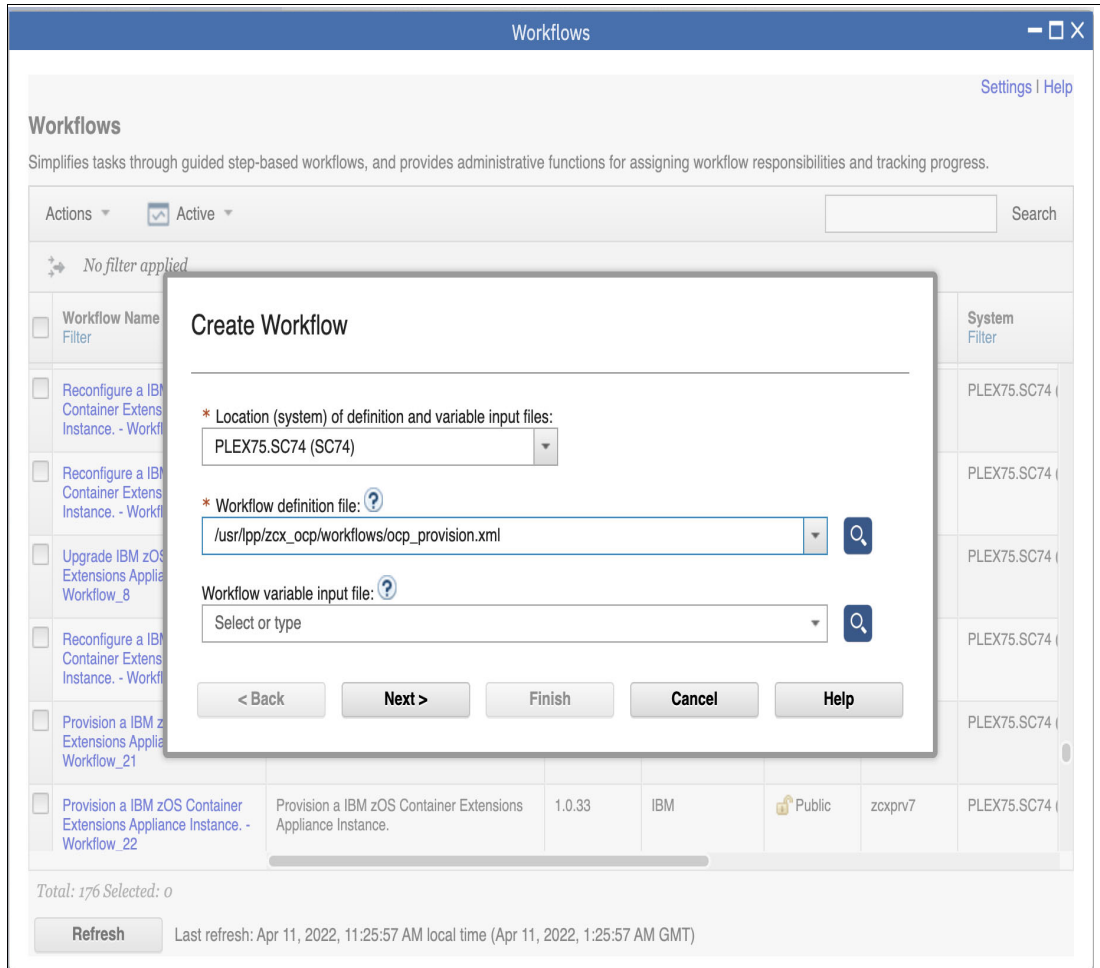 Workflows
Settings | Help
Workflows
Simplifies tasks through guided step-based workflows, and provides administrative functions for assigning workflow responsibilities and tracking progress.
Actions Active Search
No filter applied
Workflow Name System
Filter Filter
Create Workflow
* Location (system) of definition and variable input files:
PLEX75.SC74 (SC74)
* Workflow definition file: ?
/usr/lpp/zcx_ocp/workflows/ocp_provision.xml
Workflow variable input file: ?
Select or type
< Back Next > Finish Cancel Help
Reconfigure a IBM PLEX75.SC74 (
Container Extens
Instance. - Workfl
Reconfigure a IBM PLEX75.SC74 (
Container Extens
Instance. - Workfl
Upgrade IBM zOS PLEX75.SC74 (
Extensions Applia
Workflow_8
Reconfigure a IBM PLEX75.SC74 (
Container Extens
Instance. - Workfl
Provision a IBM z PLEX75.SC74 (
Extensions Applia
Workflow_21
Provision a IBM zOS Container Provision a IBM zOS Container Extensions 1.0.33 IBM Public zcxprv7 PLEX75.SC74 (
Extensions Appliance Instance. - Appliance Instance.
Workflow_22
Total: 176 Selected: 0
Refresh Last refresh: Apr 11, 2022, 11:25:57 AM local time (Apr 11, 2022, 1:25:57 AM GMT)